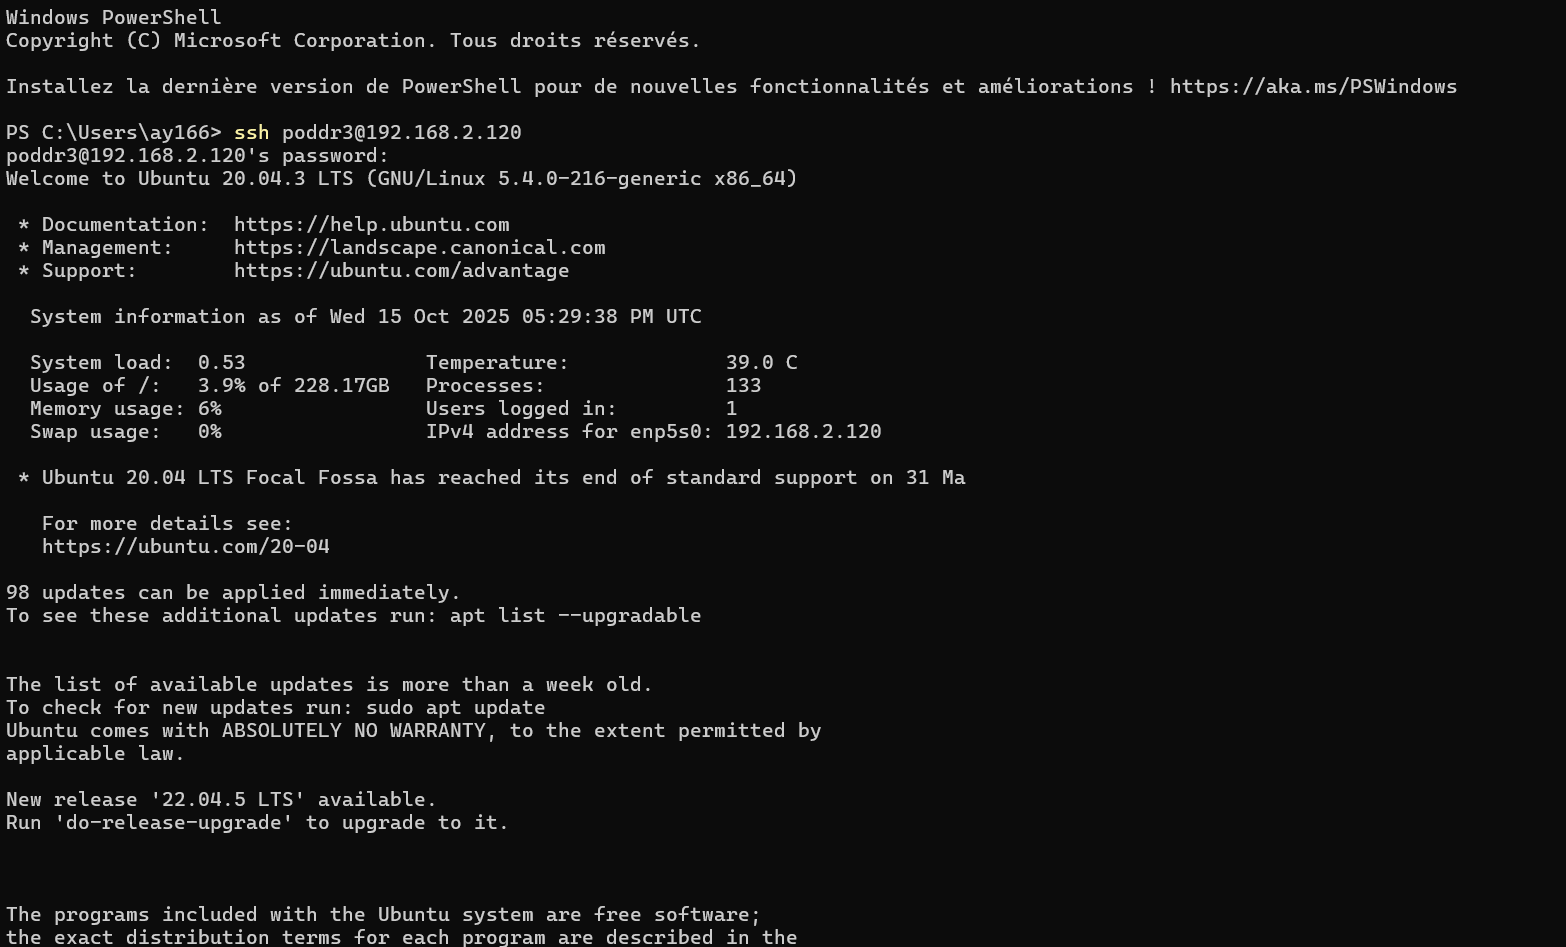 Windows PowerShell
Copyright (C) Microsoft Corporation. Tous droits réservés.
Installez la dernière version de PowerShell pour de nouvelles fonctionnalités et améliorations ! https://aka.ms/PSWindows
PS C:\Users\ay166> ssh poddr3@192.168.2.120
poddr3@192.168.2.120's password:
Welcome to Ubuntu 20.04.3 LTS (GNU/Linux 5.4.0-216-generic x86_64)
* Documentation:  https://help.ubuntu.com
* Management:     https://landscape.canonical.com
* Support:        https://ubuntu.com/advantage
System information as of Wed 15 Oct 2025 05:29:38 PM UTC
System load:  0.53               Temperature:             39.0 C
Usage of /:   3.9% of 228.17GB   Processes:               133
Memory usage: 6%                 Users logged in:         1
Swap usage:   0%                 IPv4 address for enp5s0: 192.168.2.120
* Ubuntu 20.04 LTS Focal Fossa has reached its end of standard support on 31 Ma
For more details see:
https://ubuntu.com/20-04
98 updates can be applied immediately.
To see these additional updates run: apt list --upgradable
The list of available updates is more than a week old.
To check for new updates run: sudo apt update
Ubuntu comes with ABSOLUTELY NO WARRANTY, to the extent permitted by
applicable law.
New release '22.04.5 LTS' available.
Run 'do-release-upgrade' to upgrade to it.
The programs included with the Ubuntu system are free software;
the exact distribution terms for each program are described in the